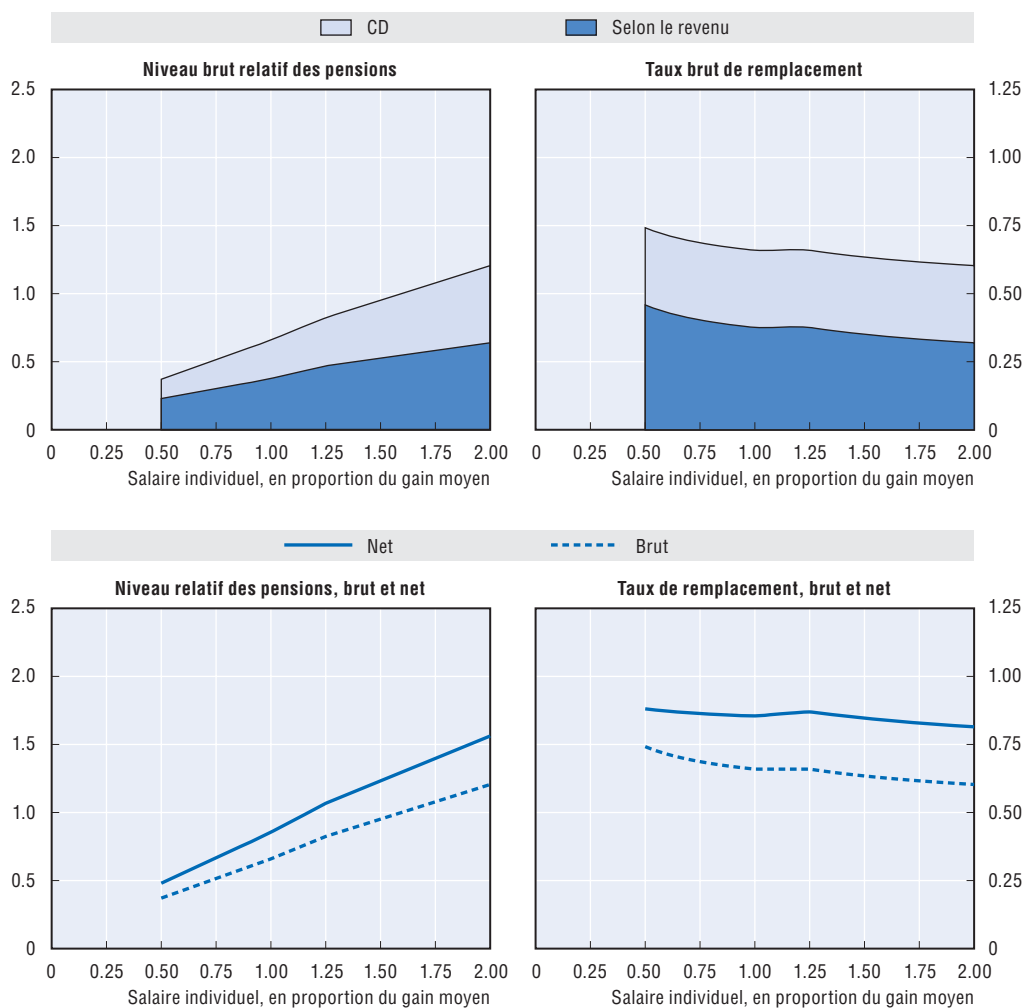 CD Selon le revenu
Niveau brut relatif des pensions
2.5
2.0
1.5
1.0
0.5
0
0 0.25 0.50 0.75 1.00 1.25 1.50 1.75 2.00
Salaire individuel, en proportion du gain moyen
Taux brut de remplacement
1.25
1.00
0.75
0.50
0.25
0
0 0.25 0.50 0.75 1.00 1.25 1.50 1.75 2.00
Salaire individuel, en proportion du gain moyen
Net Brut
Niveau relatif des pensions, brut et net
2.5
2.0
1.5
1.0
0.5
0
0 0.25 0.50 0.75 1.00 1.25 1.50 1.75 2.00
Salaire individuel, en proportion du gain moyen
Taux de remplacement, brut et net
1.25
1.00
0.75
0.50
0.25
0
0 0.25 0.50 0.75 1.00 1.25 1.50 1.75 2.00
Salaire individuel, en proportion du gain moyen